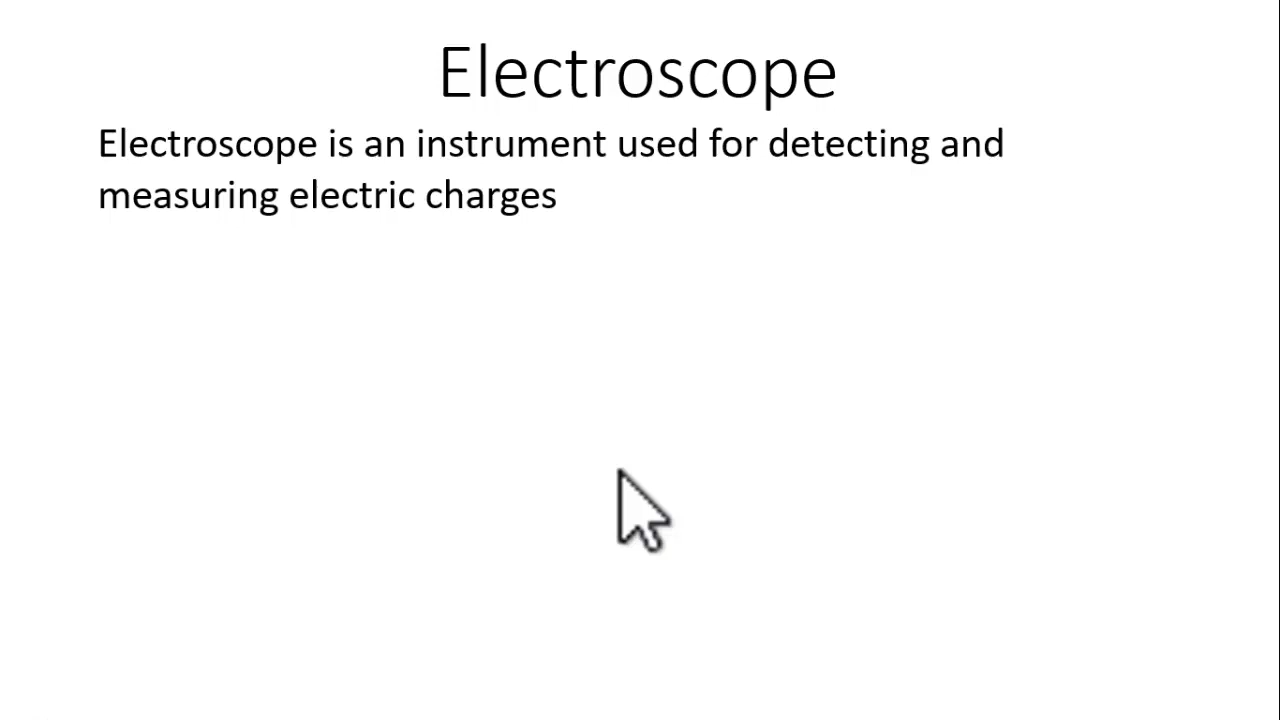 Electroscope
Electroscope is an instrument used for detecting and
measuring electric charges